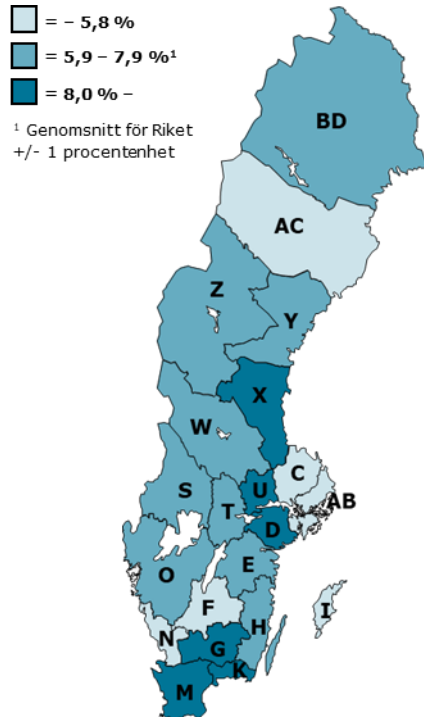 = – 5,8 %
= 5,9 – 7,9 %¹
= 8,0 % –
¹ Genomsnitt för Riket
+/- 1 procentenhet
BD
AC
Z
Y
X
W
C
S
U
AB
T
D
O
E
F
I
N
H
G
K
M